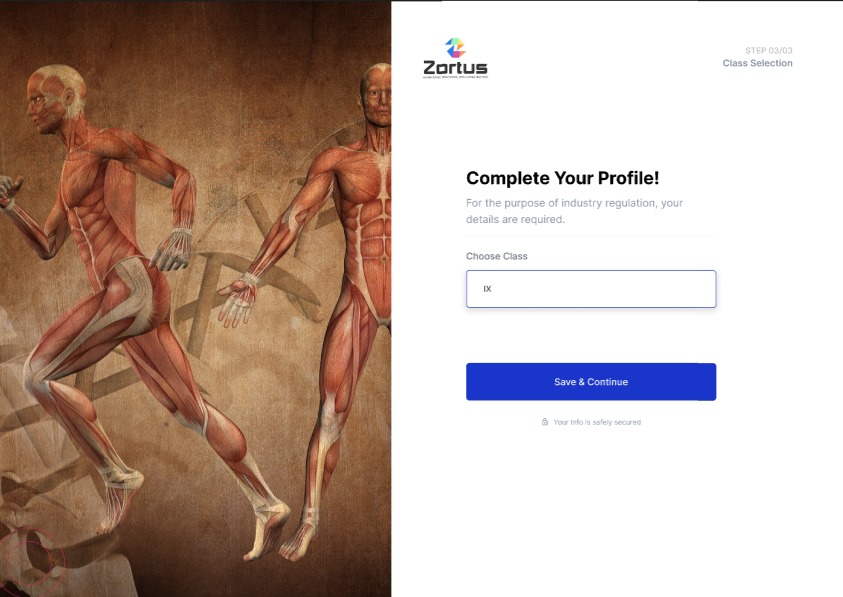 Zortus
STEP 03/03
Class Selection
Complete Your Profile!
For the purpose of industry regulation, your
details are required.
Choose Class
IX
Save & Continue
Your Info is safely secured